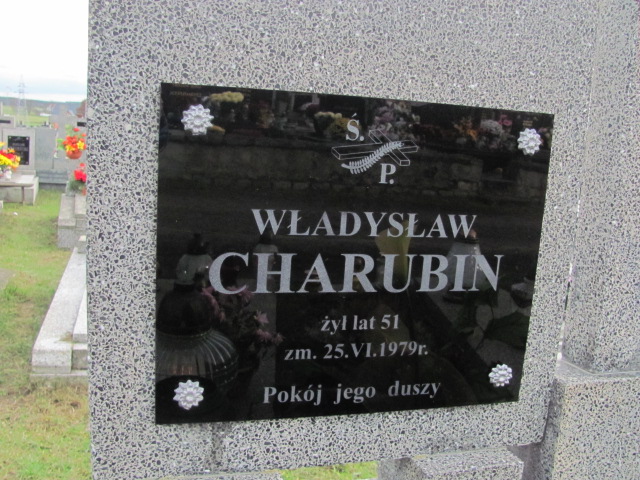 Ś.
P.
WŁADYSŁAW
CHARUBIN
żył lat 51
zm. 25.VI.1979r.
Pokój jego duszy